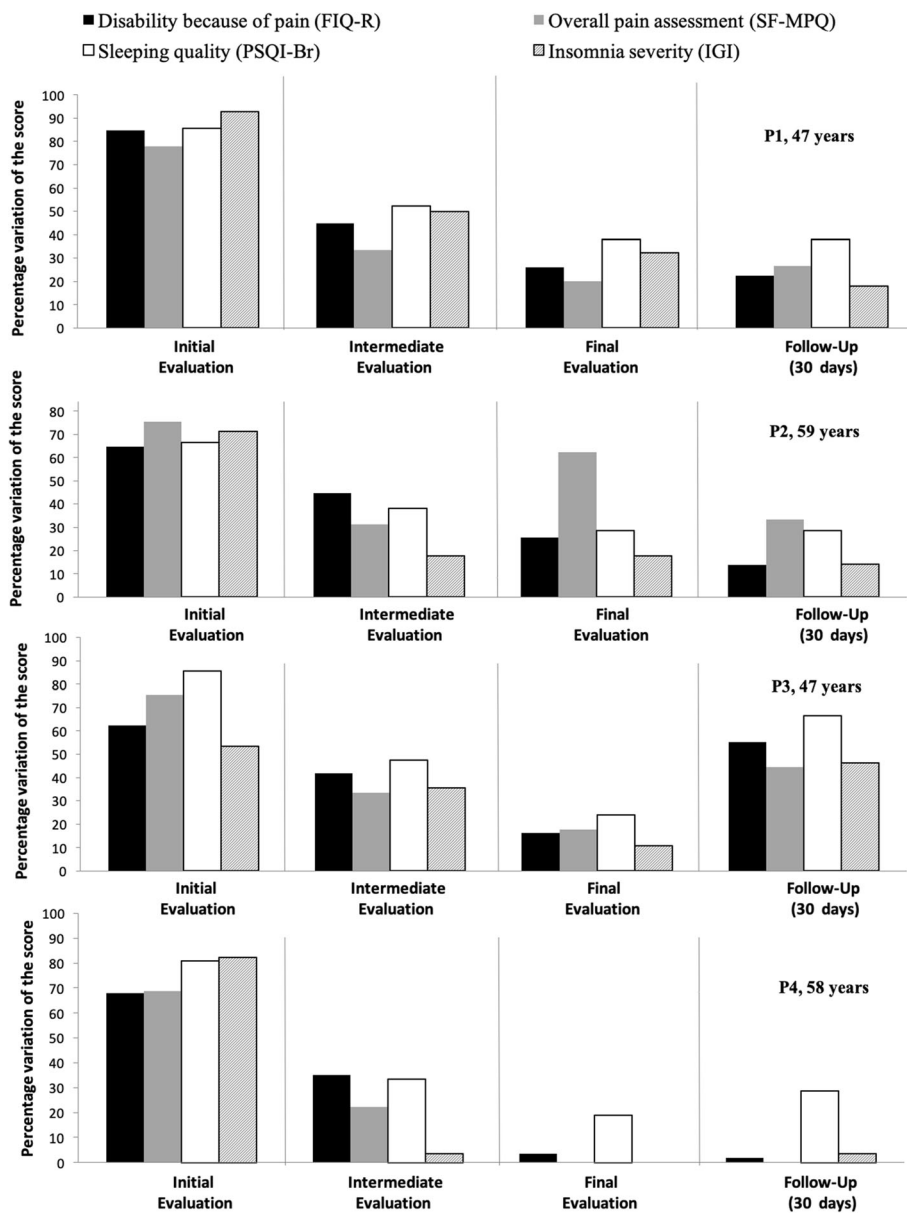 Disability because of pain (FIQ-R)
Overall pain assessment (SF-MPQ)
Sleeping quality (PSQI-Br)
Insomnia severity (IGI)
Percentage variation of the score
100
90
80
70
60
50
40
30
20
10
0
P1, 47 years
Initial
Evaluation
Intermediate
Evaluation
Final
Evaluation
Follow-Up
(30 days)
Percentage variation of the score
80
70
60
50
40
30
20
10
0
P2, 59 years
Initial
Evaluation
Intermediate
Evaluation
Final
Evaluation
Follow-Up
(30 days)
Percentage variation of the score
100
90
80
70
60
50
40
30
20
10
0
P3, 47 years
Initial
Evaluation
Intermediate
Evaluation
Final
Evaluation
Follow-Up
(30 days)
Percentage variation of the score
100
90
80
70
60
50
40
30
20
10
0
P4, 58 years
Initial
Evaluation
Intermediate
Evaluation
Final
Evaluation
Follow-Up
(30 days)